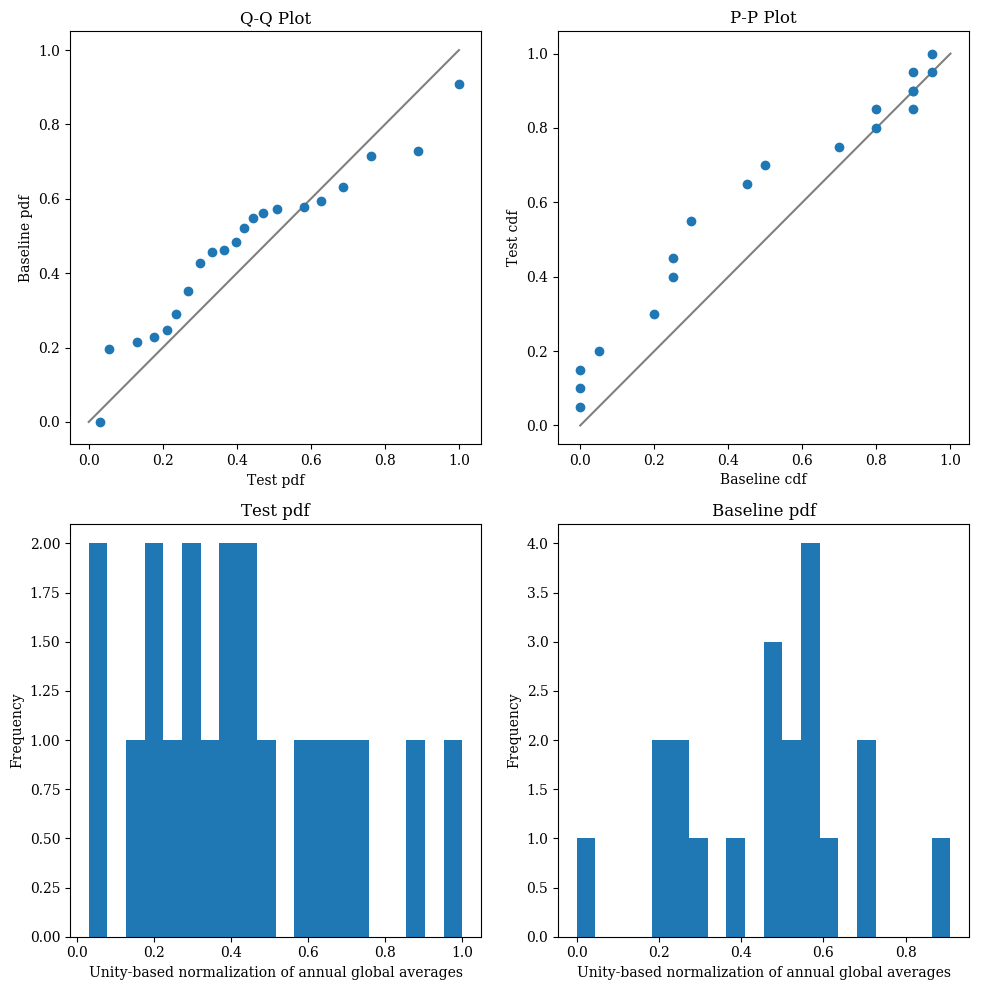 Q-Q Plot
1.0
0.8
0.6
0.4
0.2
0.0
Baseline pdf
0.0 0.2 0.4 0.6 0.8 1.0
Test pdf
P-P Plot
1.0
0.8
0.6
0.4
0.2
0.0
Test cdf
0.0 0.2 0.4 0.6 0.8 1.0
Baseline cdf
Test pdf
2.00
1.75
1.50
1.25
1.00
0.75
0.50
0.25
0.00
Frequency
0.0 0.2 0.4 0.6 0.8 1.0
Unity-based normalization of annual global averages
Baseline pdf
4.0
3.5
3.0
2.5
2.0
1.5
1.0
0.5
0.0
Frequency
0.0 0.2 0.4 0.6 0.8
Unity-based normalization of annual global averages